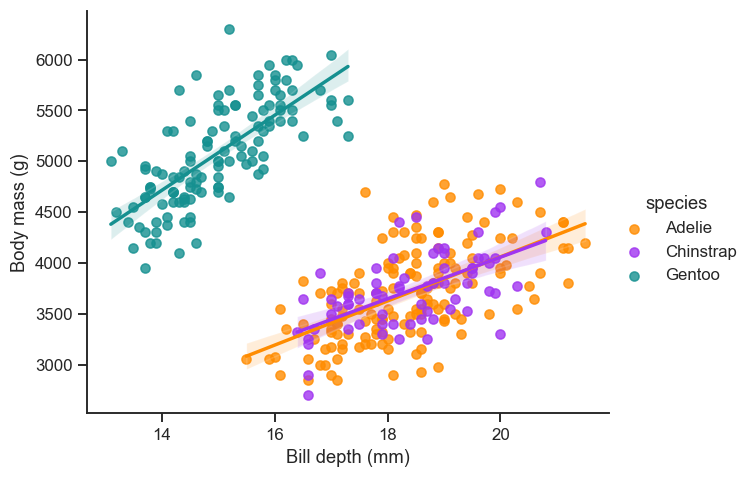 6000
5500
5000
4500
4000
3500
3000
Body mass (g)
14
16
18
20
Bill depth (mm)
species
Adelie
Chinstrap
Gentoo